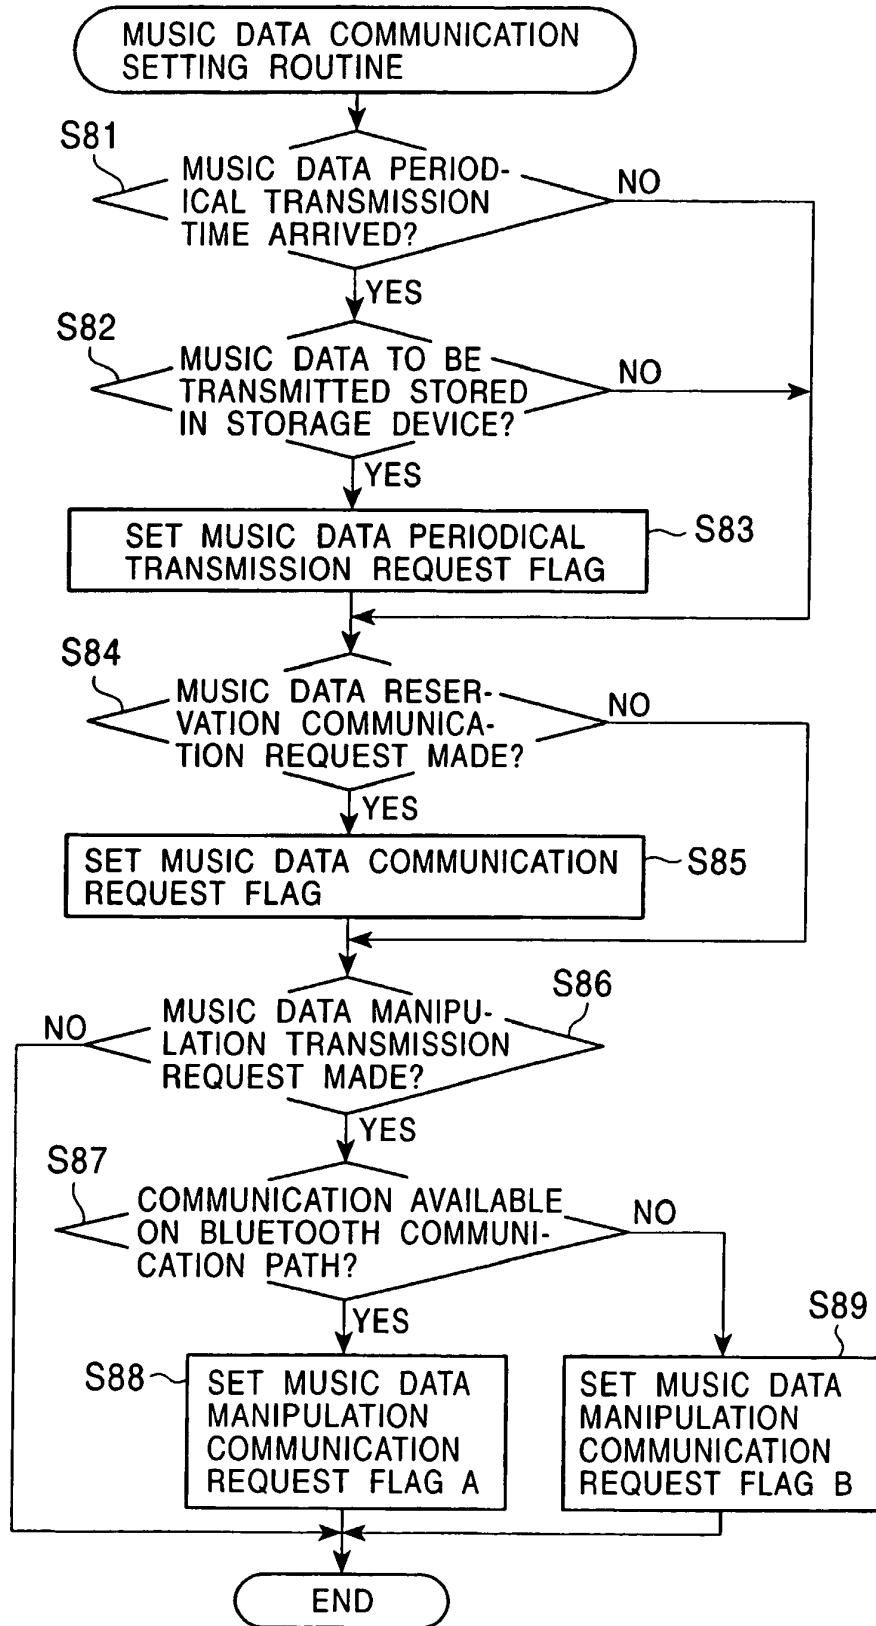 MUSIC DATA COMMUNICATION
SETTING ROUTINE
S81
MUSIC DATA PERIOD-
ICAL TRANSMISSION
TIME ARRIVED?
NO
YES
S82
MUSIC DATA TO BE
TRANSMITTED STORED
IN STORAGE DEVICE?
NO
YES
SET MUSIC DATA PERIODICAL
TRANSMISSION REQUEST FLAG
S83
S84
MUSIC DATA RESER-
VATION COMMUNICA-
TION REQUEST MADE?
NO
YES
SET MUSIC DATA COMMUNICATION
REQUEST FLAG
S85
S86
MUSIC DATA MANIPU-
LATION TRANSMISSION
REQUEST MADE?
NO
YES
S87
COMMUNICATION AVAILABLE
ON BLUETOOTH COMMUNI-
CATION PATH?
NO
YES
S88
SET MUSIC DATA
MANIPULATION
COMMUNICATION
REQUEST FLAG A
S89
SET MUSIC DATA
MANIPULATION
COMMUNICATION
REQUEST FLAG B
END